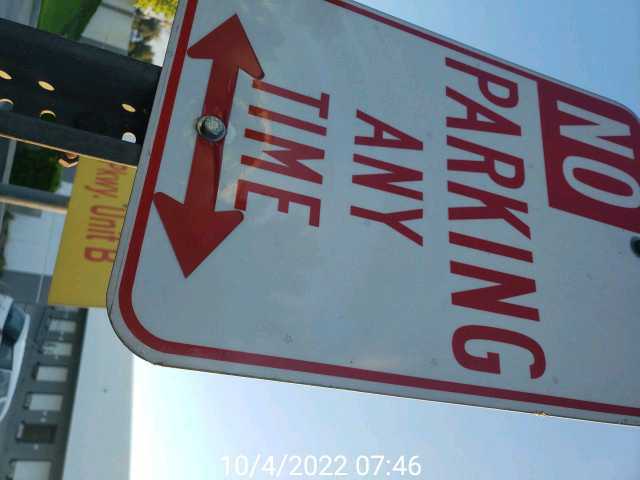 NO
PARKING
ANY
TIME
Pkwy. Unit B
10/4/2022 07:46